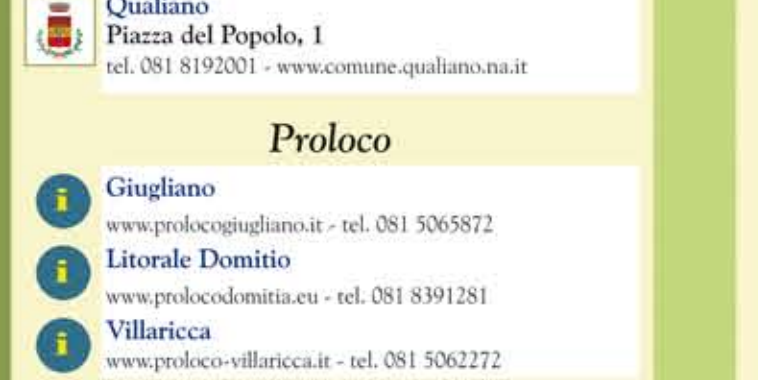 Qualiano
Piazza del Popolo, 1
tel. 081 8192001 - www.comune.qualiano.na.it
Proloco
i
Giugliano
www.prolocogiugliano.it - tel. 081 5065872
i
Litorale Domitio
www.prolocodomitia.eu - tel. 081 8391281
i
Villaricca
www.proloco-villaricca.it - tel. 081 5062272